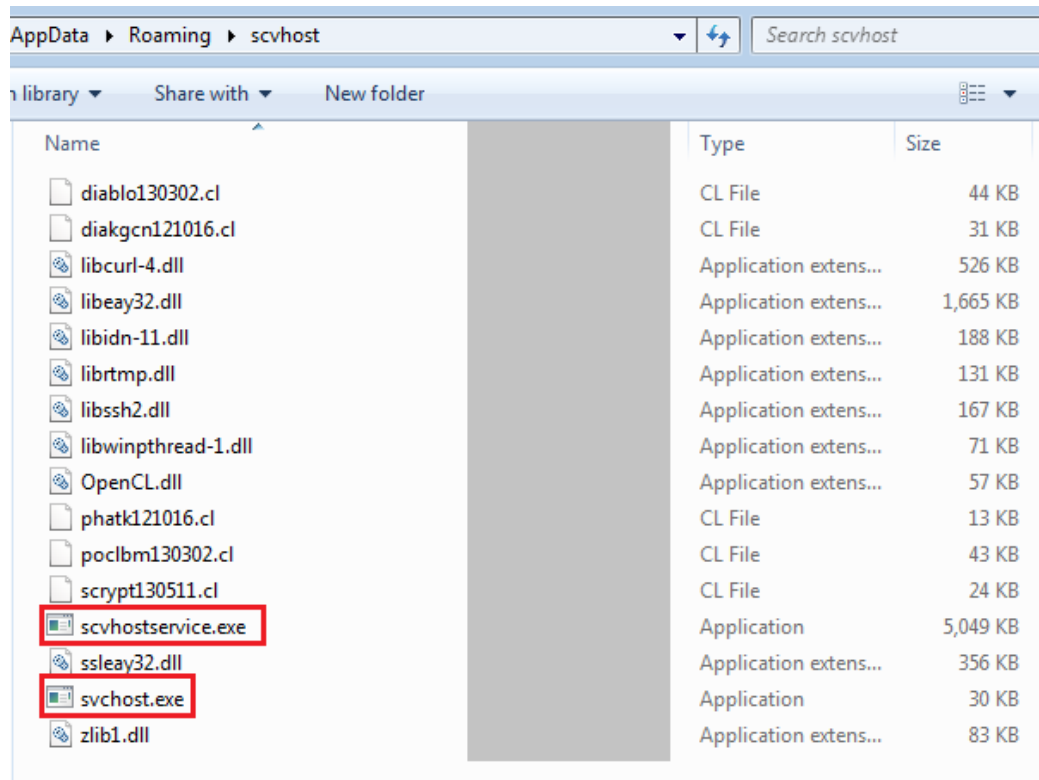 AppData ▸ Roaming ▸ scvhost Search scvhost
library Share with New folder
Name Type Size
diablo130302.cl CL File 44 KB
diakgcn121016.cl CL File 31 KB
libcurl-4.dll Application extens... 526 KB
libeay32.dll Application extens... 1,665 KB
libidn-11.dll Application extens... 188 KB
librtmp.dll Application extens... 131 KB
libssh2.dll Application extens... 167 KB
libwinpthread-1.dll Application extens... 71 KB
OpenCL.dll Application extens... 57 KB
phatk121016.cl CL File 13 KB
poclbm130302.cl CL File 43 KB
scrypt130511.cl CL File 24 KB
scvhostservice.exe Application 5,049 KB
ssleay32.dll Application extens... 356 KB
svchost.exe Application 30 KB
zlib1.dll Application extens... 83 KB